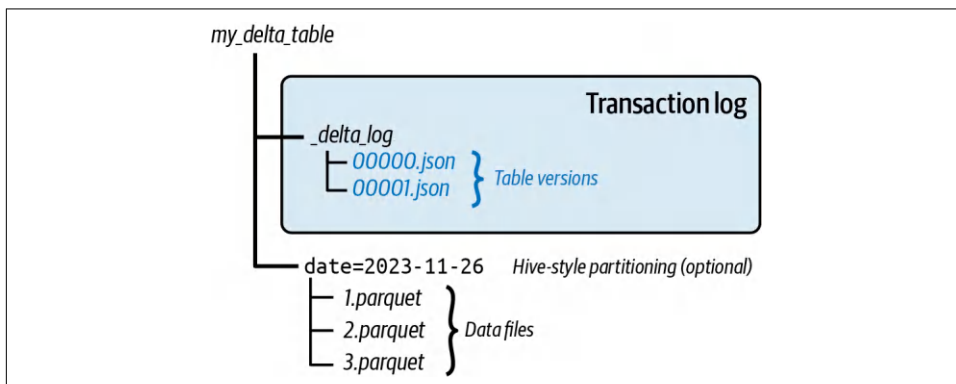 my_delta_table
Transaction log
_delta_log
00000.json
00001.json
Table versions
date=2023-11-26 Hive-style partitioning (optional)
1.parquet
2.parquet
3.parquet
Data files